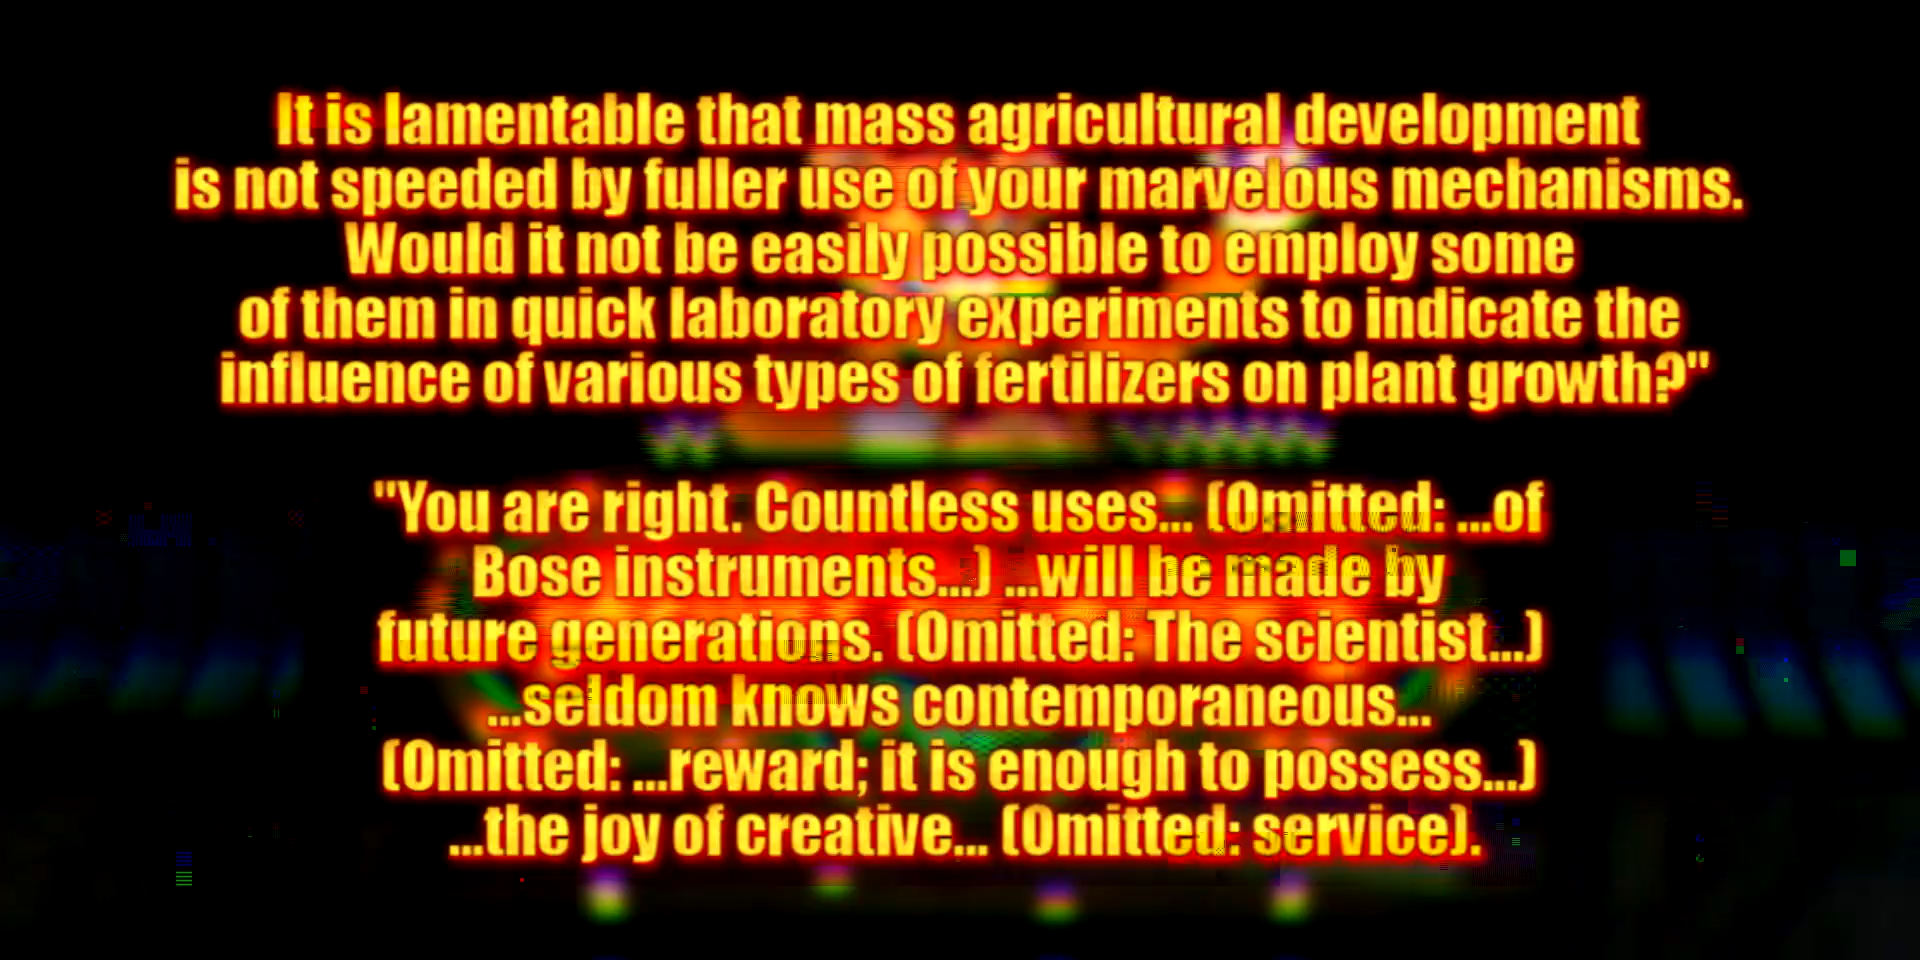 It is lamentable that mass agricultural development
is not speeded by fuller use of your marvelous mechanisms.
Would it not be easily possible to employ some
of them in quick laboratory experiments to indicate the
influence of various types of fertilizers on plant growth?"
"You are right. Countless uses... (Omitted: ...of
Bose instruments...) ...will be made by
future generations. (Omitted: The scientist...)
...seldom knows contemporaneous...
(Omitted: ...reward; it is enough to possess...)
...the joy of creative... (Omitted: service).